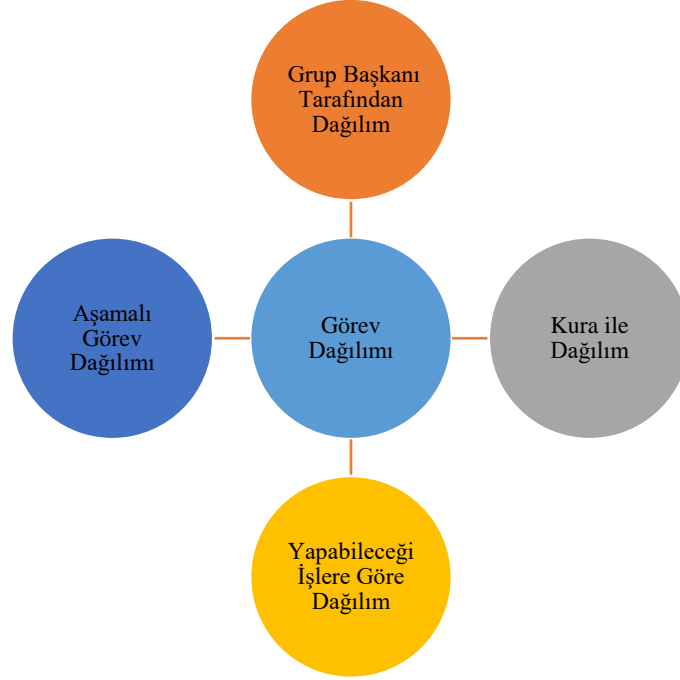 Grup Başkanı
Tarafından
Dağılım
Aşamalı
Görev
Dağılımı
Görev
Dağılımı
Kura ile
Dağılım
Yapabileceği
İşlere Göre
Dağılım